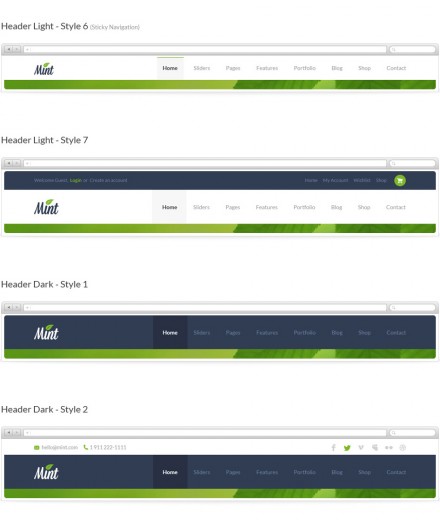 Header Light - Style 6 (Sticky Navigation)
Mint Home Sliders Pages Features Portfolio Blog Shop Contact
Header Light - Style 7
Welcome Guest Login or Create an account Home My Account Wishlist Shop
Mint Home Sliders Pages Features Portfolio Blog Shop Contact
Header Dark - Style 1
Mint Home Sliders Pages Features Portfolio Blog Shop Contact
Header Dark - Style 2
hello@mint.com 1 911 233-1111
Mint Home Sliders Pages Features Portfolio Blog Shop Contact